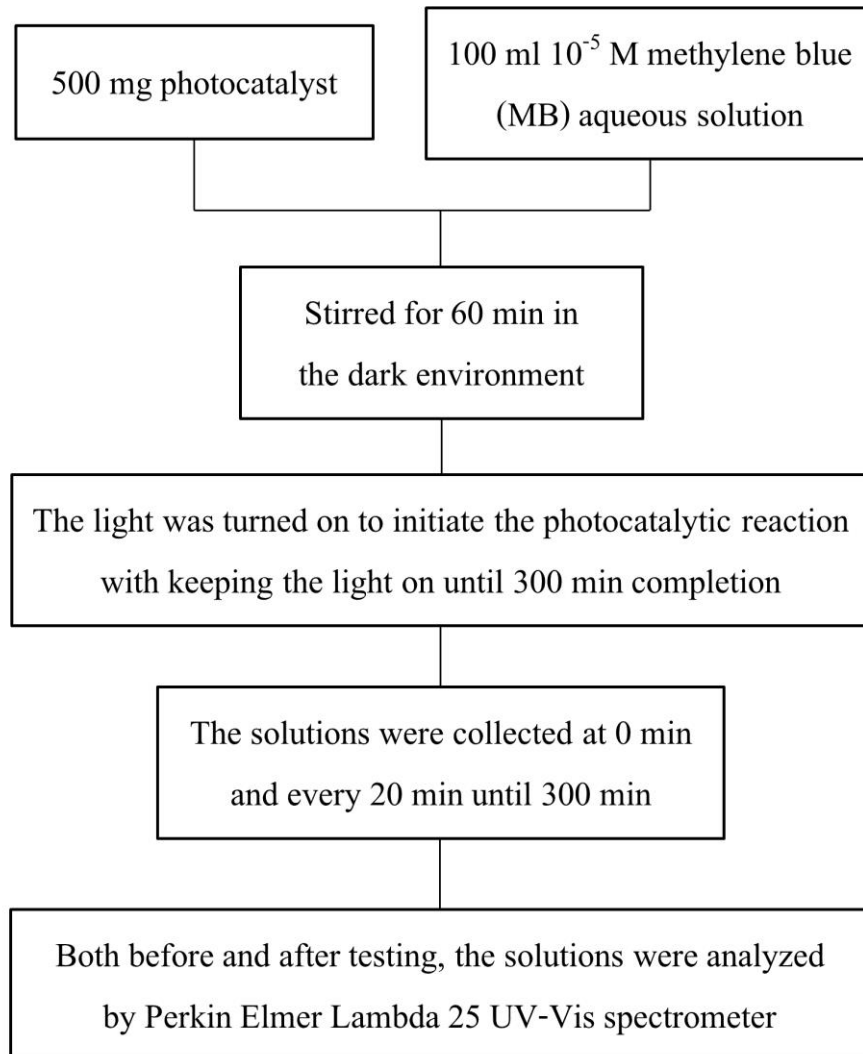 500 mg photocatalyst
100 ml 10⁻⁵ M methylene blue
(MB) aqueous solution
Stirred for 60 min in
the dark environment
The light was turned on to initiate the photocatalytic reaction
with keeping the light on until 300 min completion
The solutions were collected at 0 min
and every 20 min until 300 min
Both before and after testing, the solutions were analyzed
by Perkin Elmer Lambda 25 UV-Vis spectrometer